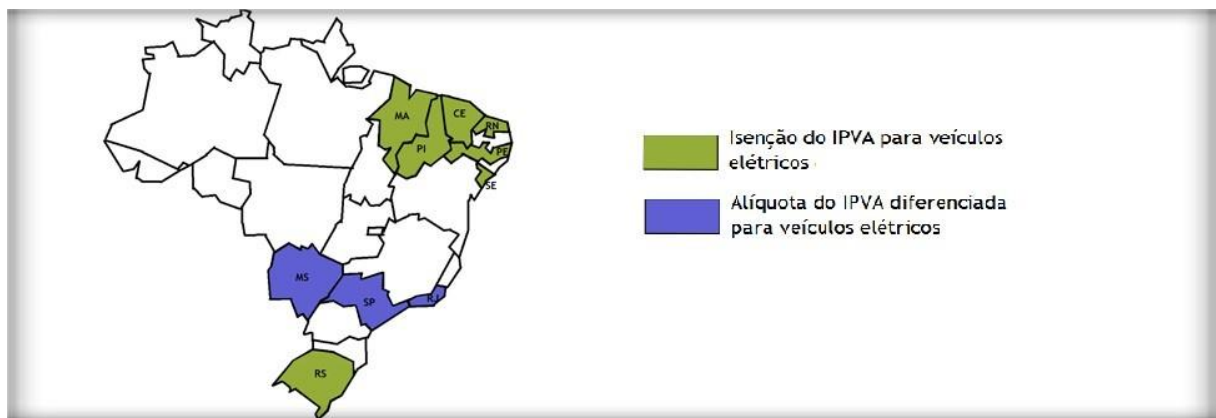 MA
CE
RN
PI
PE
SE
MS
SP
RJ
RS
Isenção do IPVA para veículos
elétricos
Alíquota do IPVA diferenciada
para veículos elétricos